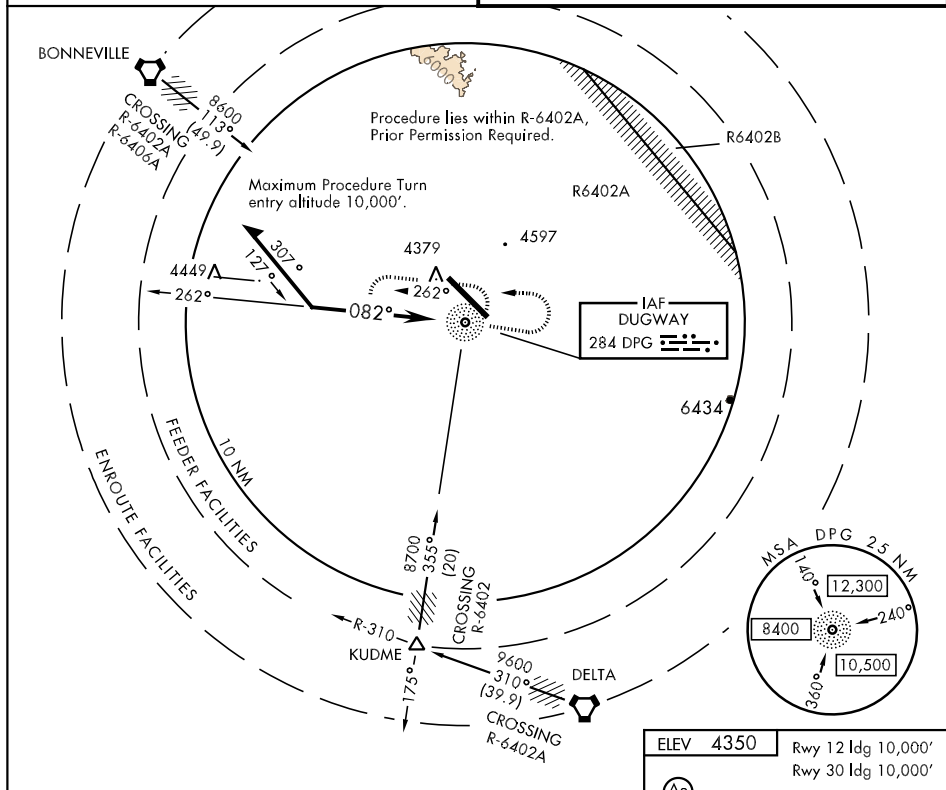 BONNEVILLE
CROSSING
R-6402A
R-6406A
8600
113°
(49.9)
6000
Procedure lies within R-6402A,
Prior Permission Required.
R6402B
R6402A
Maximum Procedure Turn
entry altitude 10,000'.
307°
127°
4449
262°
082°
4379
262°
4597
IAF
DUGWAY
284 DPG
6434
10 NM
FEEDER FACILITIES
ENROUTE FACILITIES
8700
355°
(20)
CROSSING
R-6402
R-310
KUDME
175°
9600
310°
(39.9)
DELTA
CROSSING
R-6402A
MSA DPG 25 NM
140°
12,300
240°
8400
10,500
360°
ELEV 4350
Rwy 12 ldg 10,000'
Rwy 30 ldg 10,000'